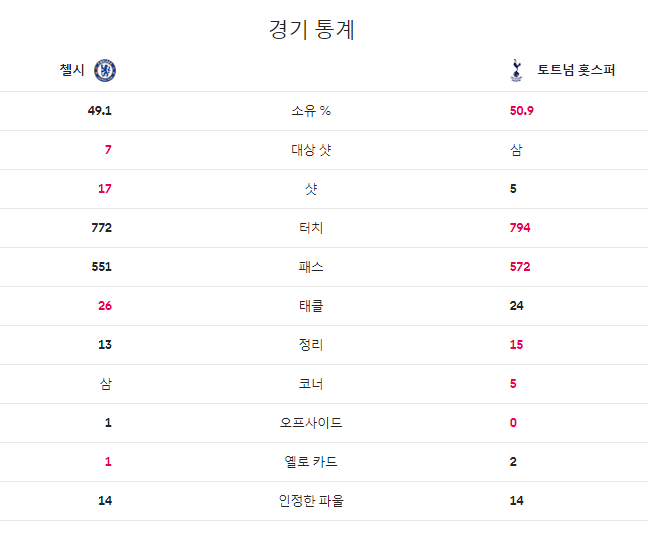 경기 통계
첼시 토트넘 홋스퍼
49.1 소유 % 50.9
7 대상 샷 삼
17 샷 5
772 터치 794
551 패스 572
26 태클 24
13 정리 15
삼 코너 5
1 오프사이드 0
1 옐로 카드 2
14 인정한 파울 14